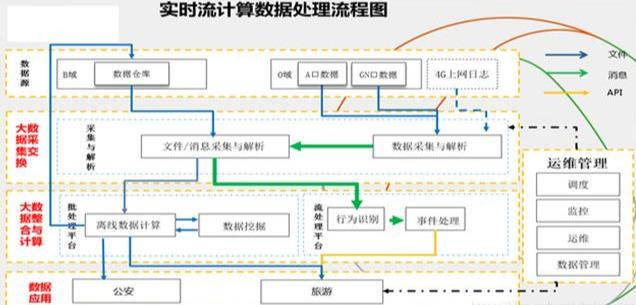 实时流计算数据处理流程图
文件
消息
API
数据源
B域
数据仓库
O域
A口数据
GN口数据
4G上网日志
大数据采集交换
采集与解析
文件/消息采集与解析
数据采集与解析
运维管理
调度
监控
运维
数据管理
大数据整合与计算
批处理平台
离线数据计算
数据挖掘
流处理平台
行为识别
事件处理
数据应用
公安
旅游